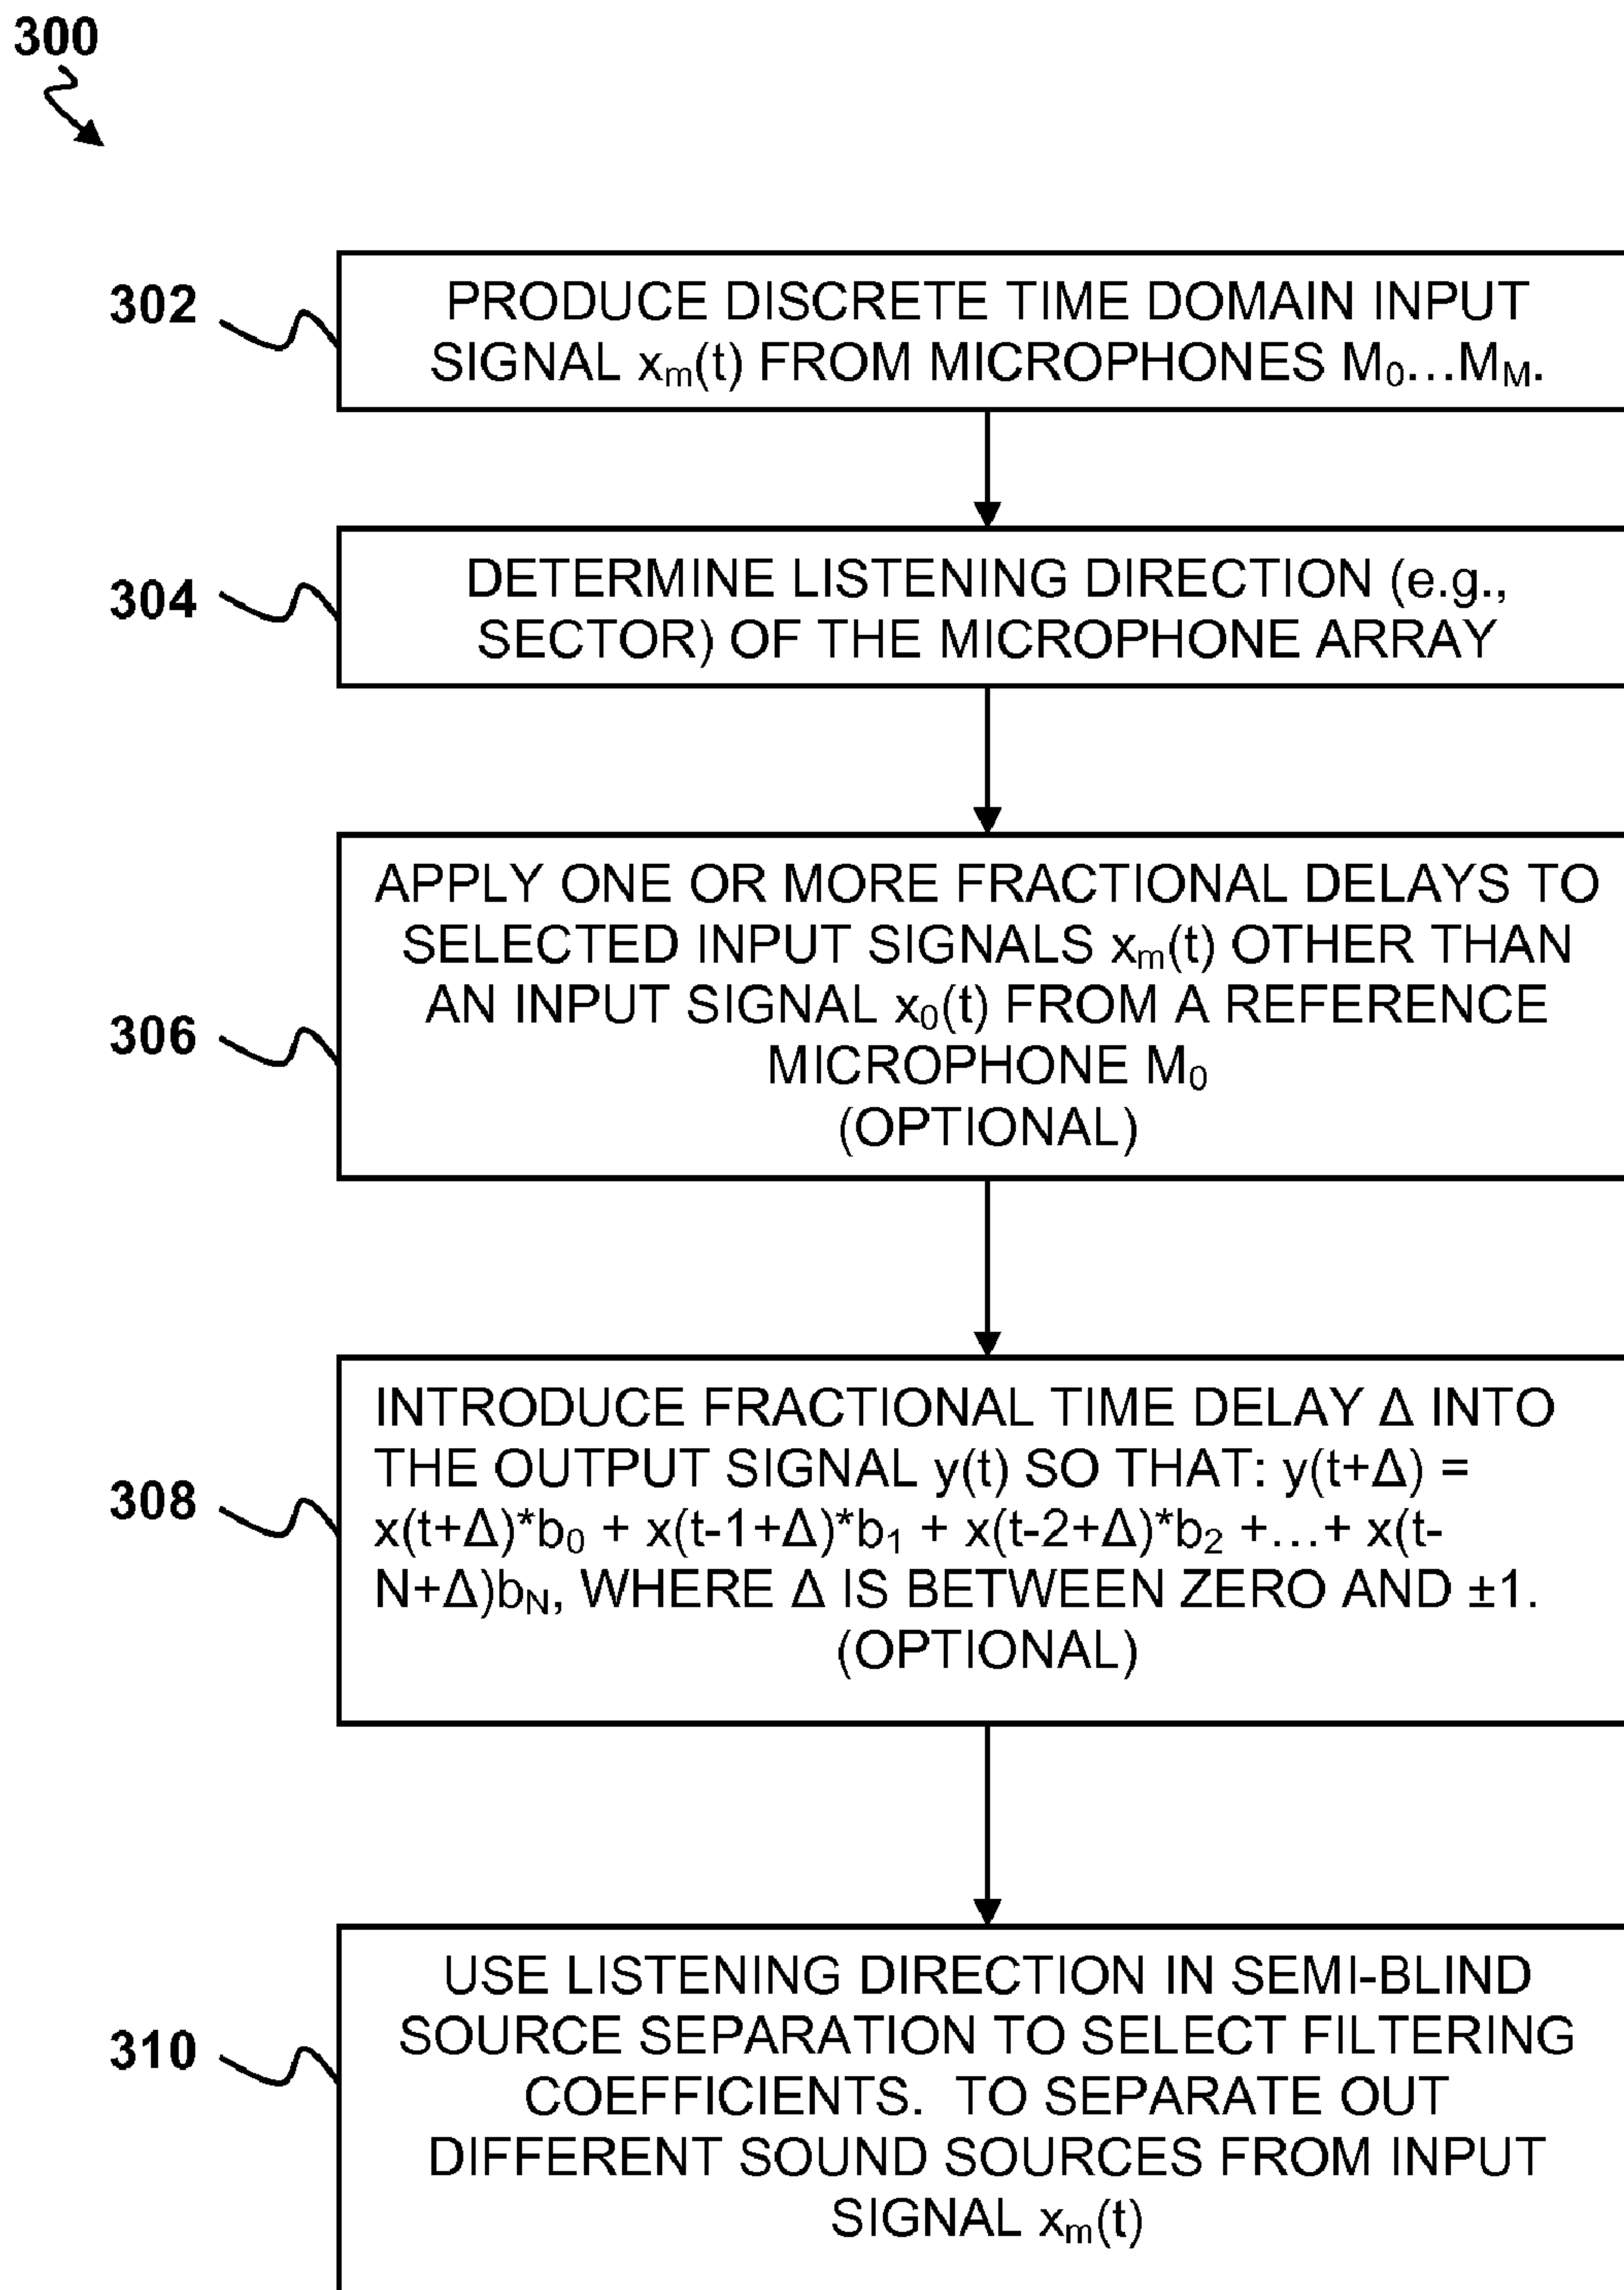 300
302
PRODUCE DISCRETE TIME DOMAIN INPUT
SIGNAL xₘ(t) FROM MICROPHONES M₀…M_M.
304
DETERMINE LISTENING DIRECTION (e.g.,
SECTOR) OF THE MICROPHONE ARRAY
306
APPLY ONE OR MORE FRACTIONAL DELAYS TO
SELECTED INPUT SIGNALS xₘ(t) OTHER THAN
AN INPUT SIGNAL x₀(t) FROM A REFERENCE
MICROPHONE M₀
(OPTIONAL)
308
INTRODUCE FRACTIONAL TIME DELAY Δ INTO
THE OUTPUT SIGNAL y(t) SO THAT: y(t+Δ) =
x(t+Δ)*b₀ + x(t-1+Δ)*b₁ + x(t-2+Δ)*b₂ +…+ x(t-
N+Δ)b_N, WHERE Δ IS BETWEEN ZERO AND ±1.
(OPTIONAL)
310
USE LISTENING DIRECTION IN SEMI-BLIND
SOURCE SEPARATION TO SELECT FILTERING
COEFFICIENTS. TO SEPARATE OUT
DIFFERENT SOUND SOURCES FROM INPUT
SIGNAL xₘ(t)